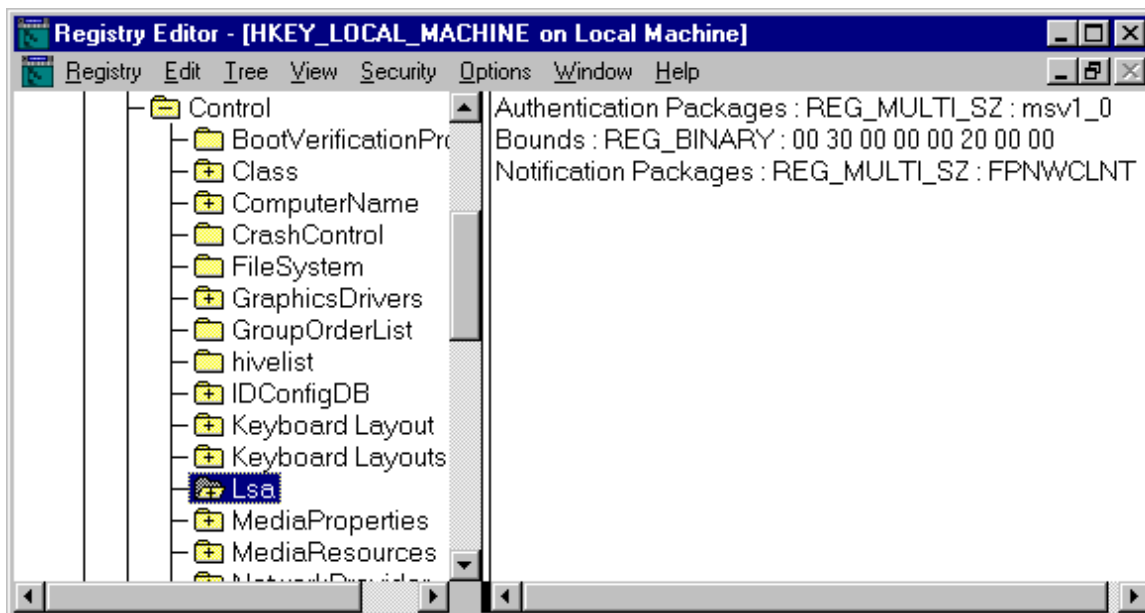 Registry Editor - [HKEY_LOCAL_MACHINE on Local Machine]
Registry Edit Tree View Security Options Window Help
Control
BootVerificationPro
Class
ComputerName
CrashControl
FileSystem
GraphicsDrivers
GroupOrderList
hivelist
IDConfigDB
Keyboard Layout
Keyboard Layouts
Lsa
MediaProperties
MediaResources
Authentication Packages : REG_MULTI_SZ : msv1_0
Bounds : REG_BINARY : 00 30 00 00 00 20 00 00
Notification Packages : REG_MULTI_SZ : FPNWCLNT